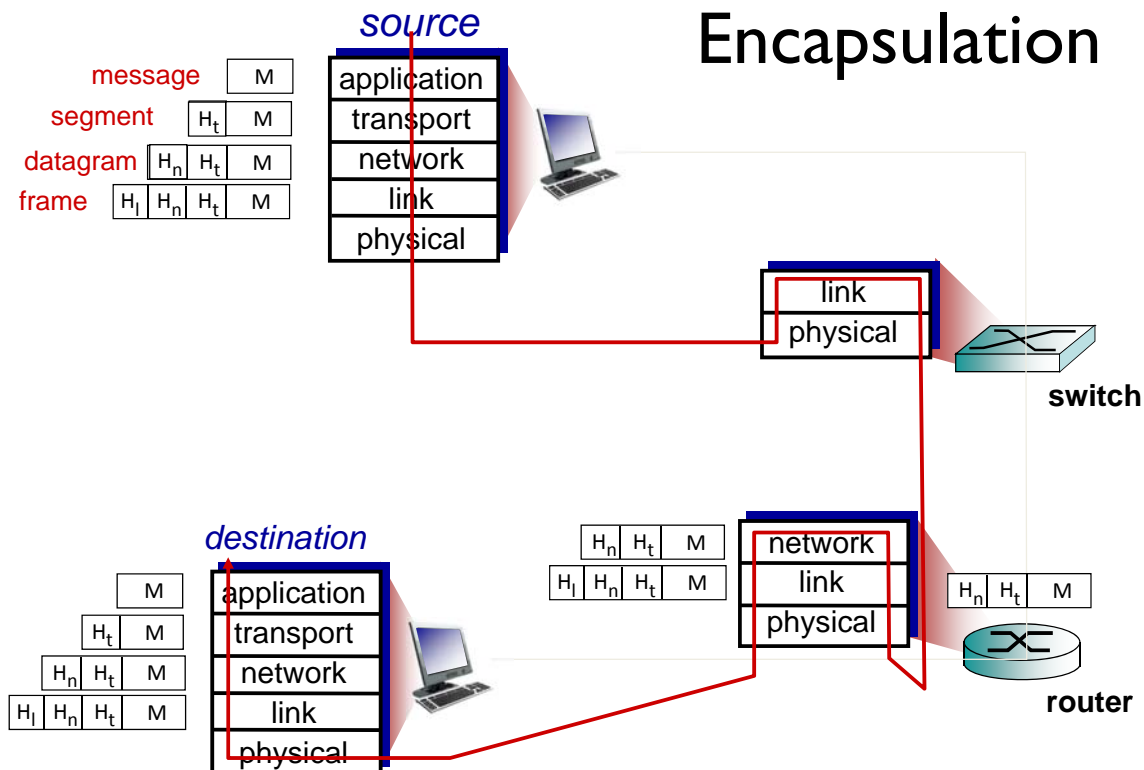 source
Encapsulation
message M
segment Ht M
datagram Hn Ht M
frame Hl Hn Ht M
application
transport
network
link
physical
link
physical
switch
destination
M
Ht M
Hn Ht M
Hl Hn Ht M
application
transport
network
link
physical
Hn Ht M
Hl Hn Ht M
network
link
physical
Hn Ht M
router